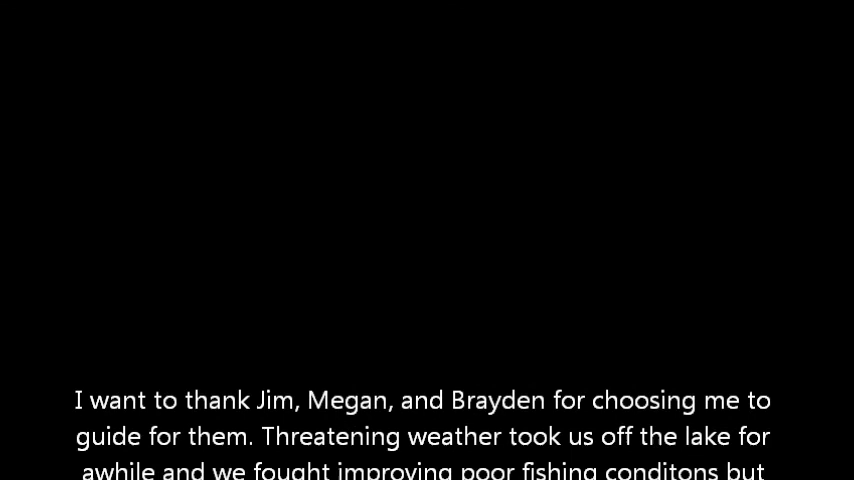 I want to thank Jim, Megan, and Brayden for choosing me to
guide for them. Threatening weather took us off the lake for
awhile and we fought improving poor fishing conditons but